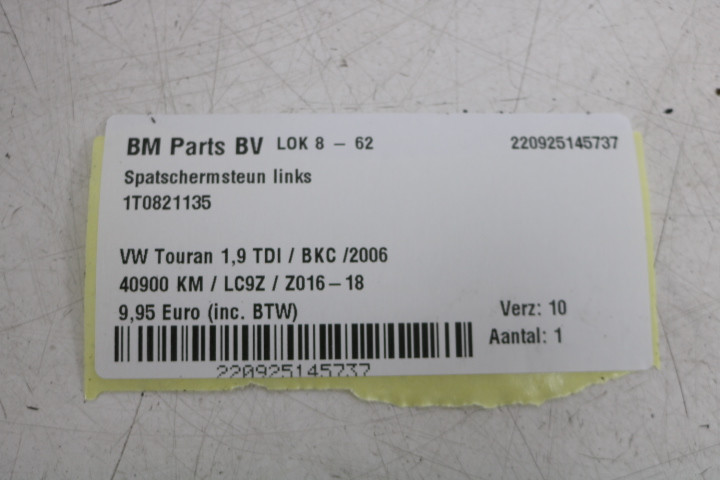 BM Parts BV LOK 8 – 62 220925145737
Spatschermsteun links
1T0821135
VW Touran 1,9 TDI / BKC /2006
40900 KM / LC9Z / Z016–18
9,95 Euro (inc. BTW) Verz: 10
Aantal: 1
220925145737